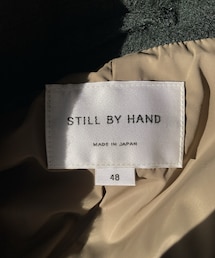 STILL BY HAND
MADE IN JAPAN
48